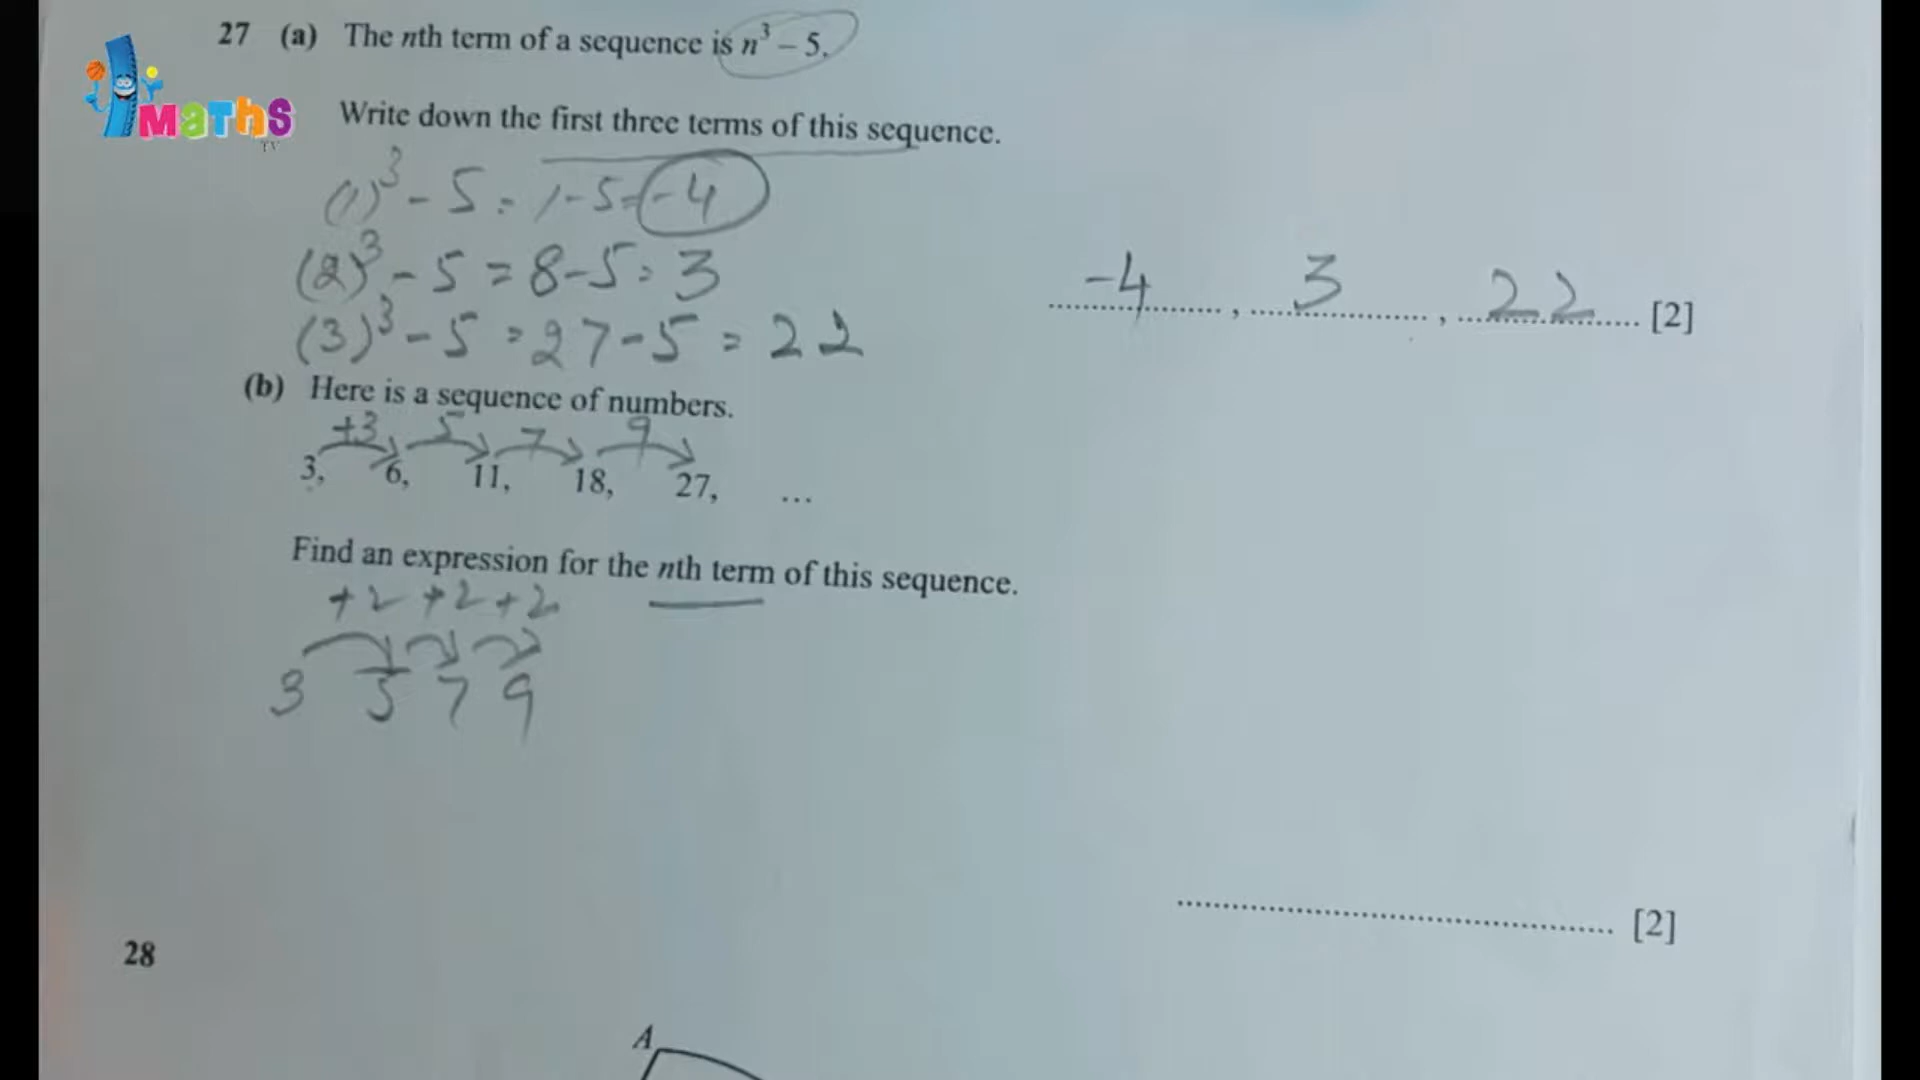 27 (a) The nth term of a sequence is n³ – 5.
MaTHS
TV
Write down the first three terms of this sequence.
(1)³ - 5 = 1-5 = -4
(2)³ - 5 = 8-5 = 3
-4 , 3 , 22 [2]
(3)³ - 5 = 27-5 = 22
(b) Here is a sequence of numbers.
+3 5 7 9
3, 6, 11, 18, 27, ...
Find an expression for the nth term of this sequence.
+2 +2 +2
3 5 7 9
[2]
28
A